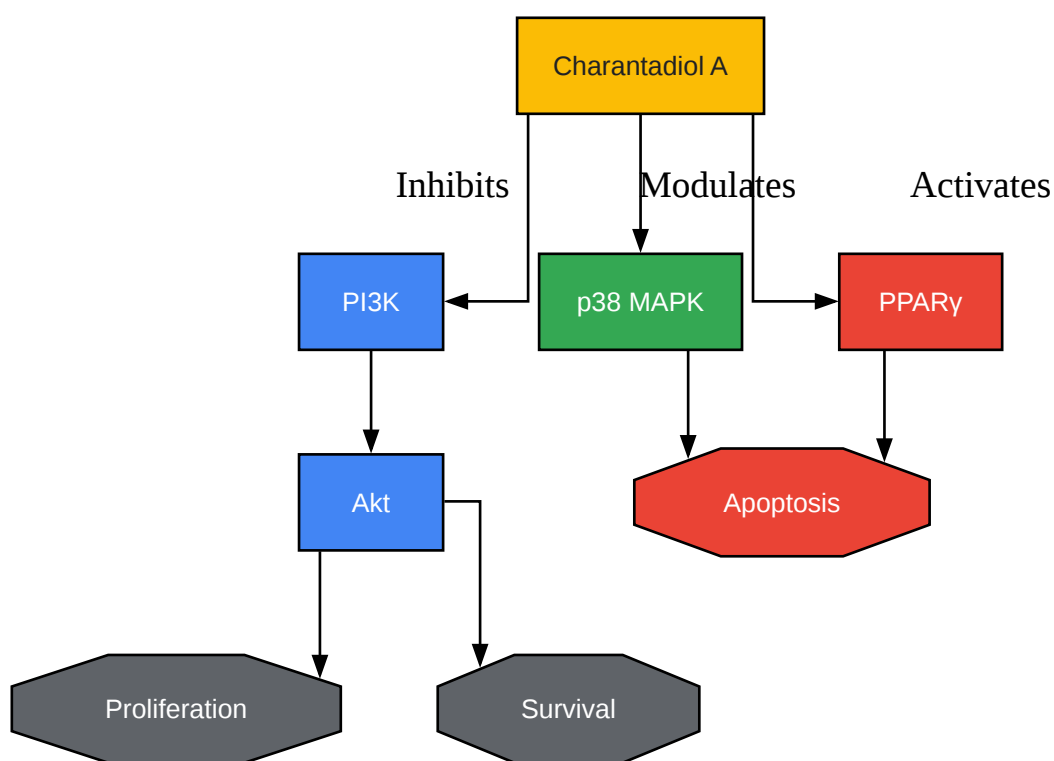 Charantadiol A
Inhibits
Modulates
Activates
PI3K
p38 MAPK
PPARγ
Akt
Apoptosis
Proliferation
Survival